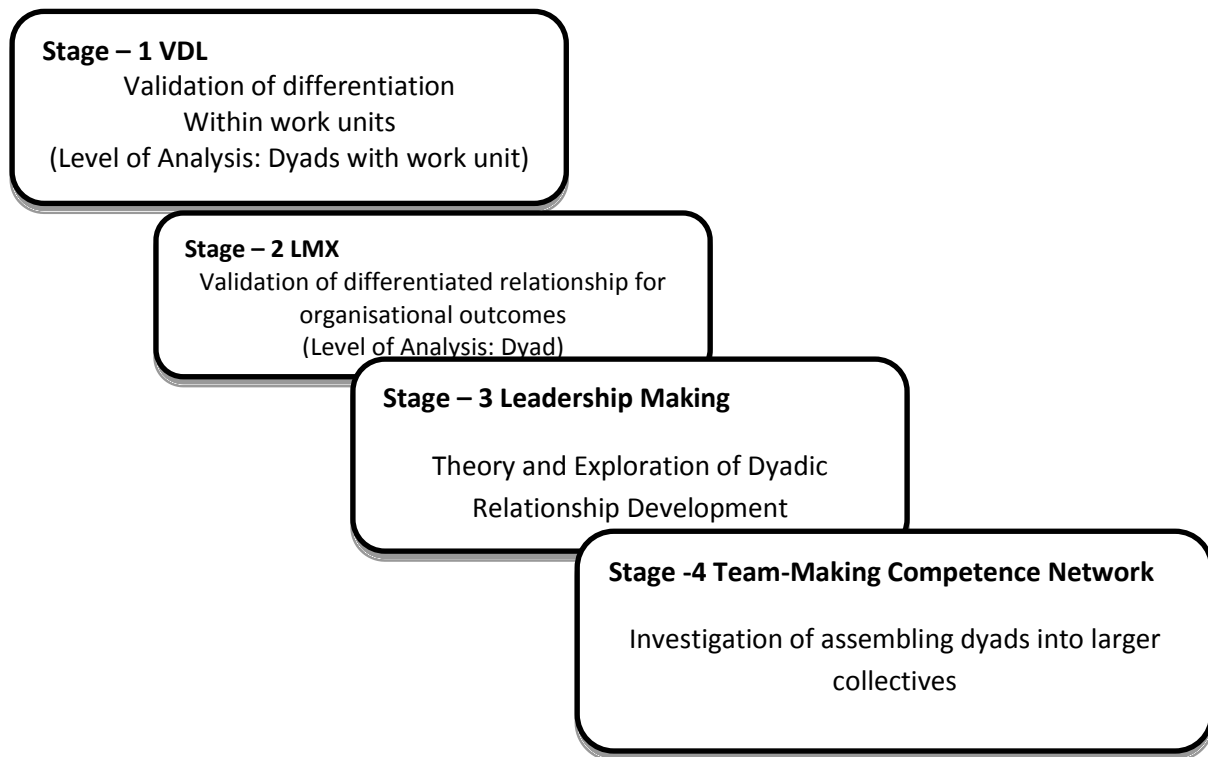 Stage – 1 VDL
Validation of differentiation
Within work units
(Level of Analysis: Dyads with work unit)
Stage – 2 LMX
Validation of differentiated relationship for
organisational outcomes
(Level of Analysis: Dyad)
Stage – 3 Leadership Making
Theory and Exploration of Dyadic
Relationship Development
Stage -4 Team-Making Competence Network
Investigation of assembling dyads into larger
collectives